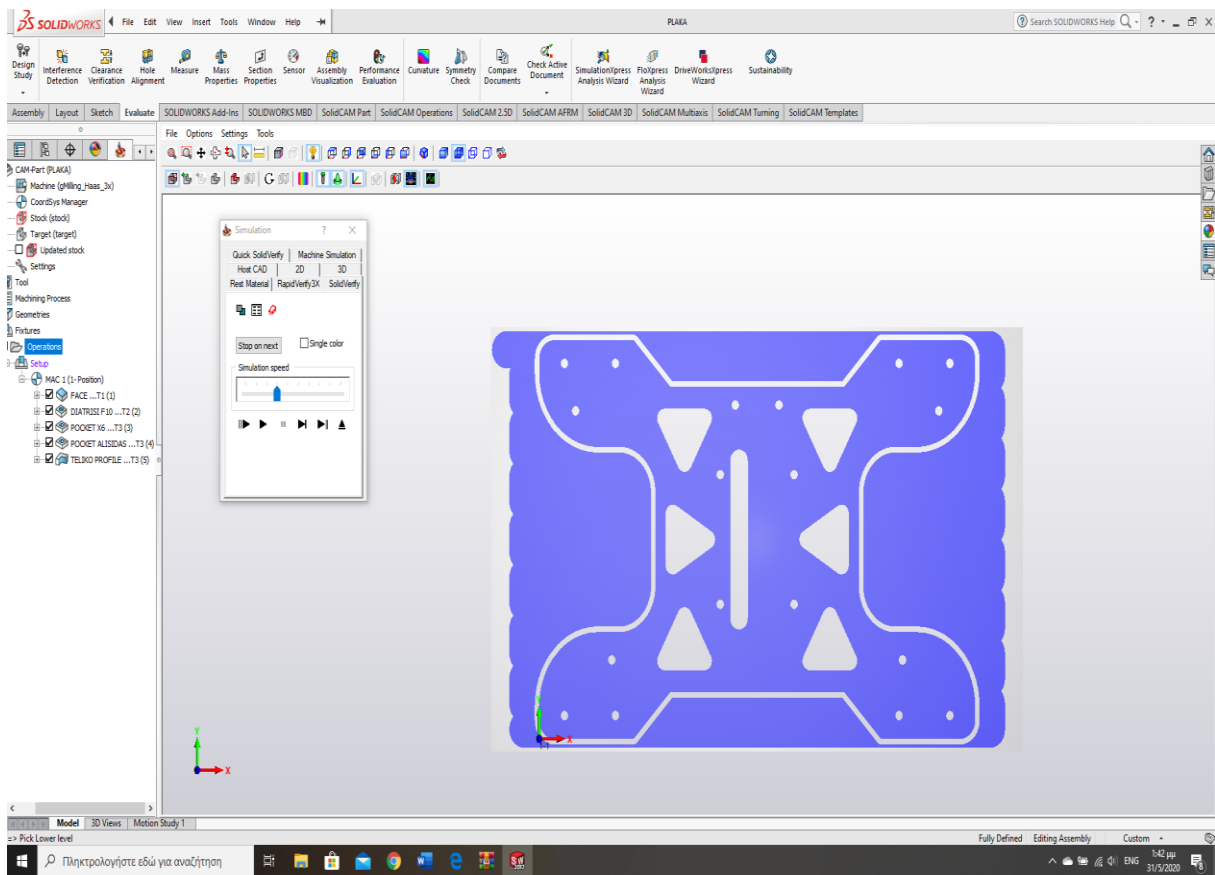 SOLIDWORKS File Edit View Insert Tools Window Help PLAKA Search SOLIDWORKS Help ?
Design Study
Interference Detection
Clearance Verification
Hole Alignment
Measure
Mass Properties
Section Properties
Sensor
Assembly Visualization
Performance Evaluation
Curvature
Symmetry Check
Compare Documents
Check Active Document
SimulationXpress Analysis Wizard
FloXpress Analysis Wizard
DriveWorksXpress Wizard
Sustainability
Assembly Layout Sketch Evaluate SOLIDWORKS Add-Ins SOLIDWORKS MBD SolidCAM Part SolidCAM Operations SolidCAM 2.5D SolidCAM AFRM SolidCAM 3D SolidCAM Multiaxis SolidCAM Turning SolidCAM Templates
File Options Settings Tools
CAM-Part (PLAKA)
Machine (gMilling_Haas_3x)
CoordSys Manager
Stock (stock)
Target (target)
Updated stock
Settings
Tool
Machining Process
Geometries
Fixtures
Operations
Setup
MAC 1 (1- Position)
FACE ...T1 (1)
DIATRISI F10 ...T2 (2)
POCKET X6 ...T3 (3)
POCKET ALISIDAS ...T3 (4)
TELIKO PROFILE ...T3 (5)
Simulation ? X
Quick SolidVerify Machine Simulation
Host CAD 2D 3D
Rest Material RapidVerify3X SolidVerify
Stop on next Single color
Simulation speed
Y
X
X
Model 3D Views Motion Study 1
=> Pick Lower level Fully Defined Editing Assembly Custom
Πληκτρολογήστε εδώ για αναζήτηση ENG 1:42 μμ
31/5/2020